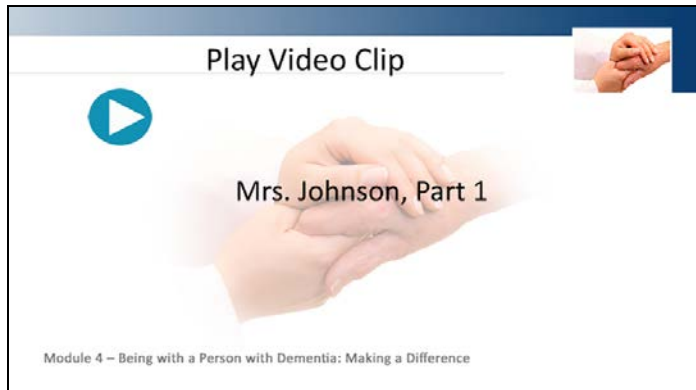 Play Video Clip
Mrs. Johnson, Part 1
Module 4 – Being with a Person with Dementia: Making a Difference